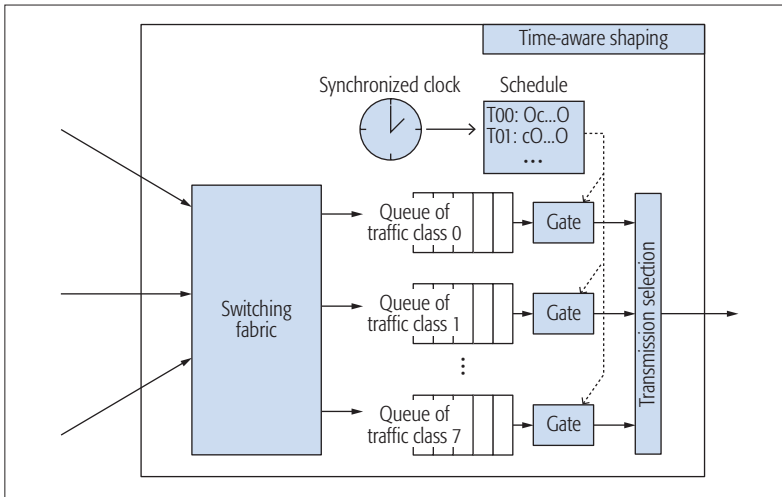 Time-aware shaping
Synchronized clock
Schedule
T00: Oc...O
T01: cO...O
...
Queue of
traffic class 0
Gate
Switching
fabric
Queue of
traffic class 1
Gate
...
Queue of
traffic class 7
Gate
Transmission selection